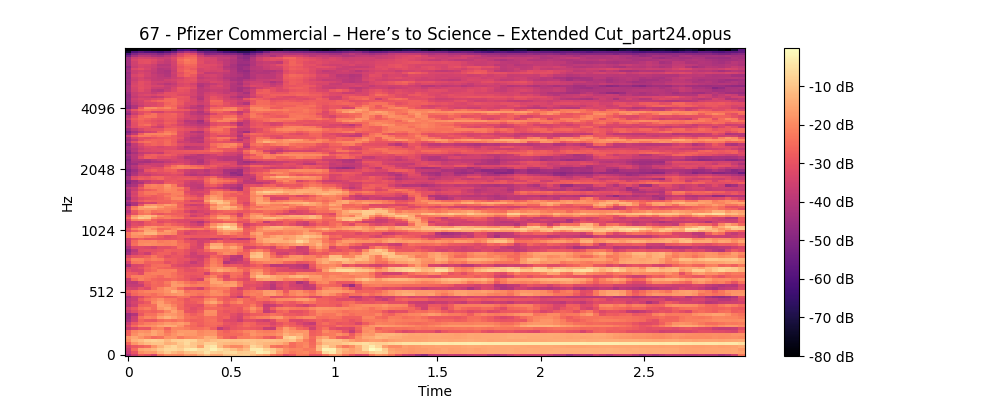 67 - Pfizer Commercial – Here’s to Science – Extended Cut_part24.opus
Hz
4096
2048
1024
512
0
0
0.5
1
1.5
2
2.5
Time
-10 dB
-20 dB
-30 dB
-40 dB
-50 dB
-60 dB
-70 dB
-80 dB